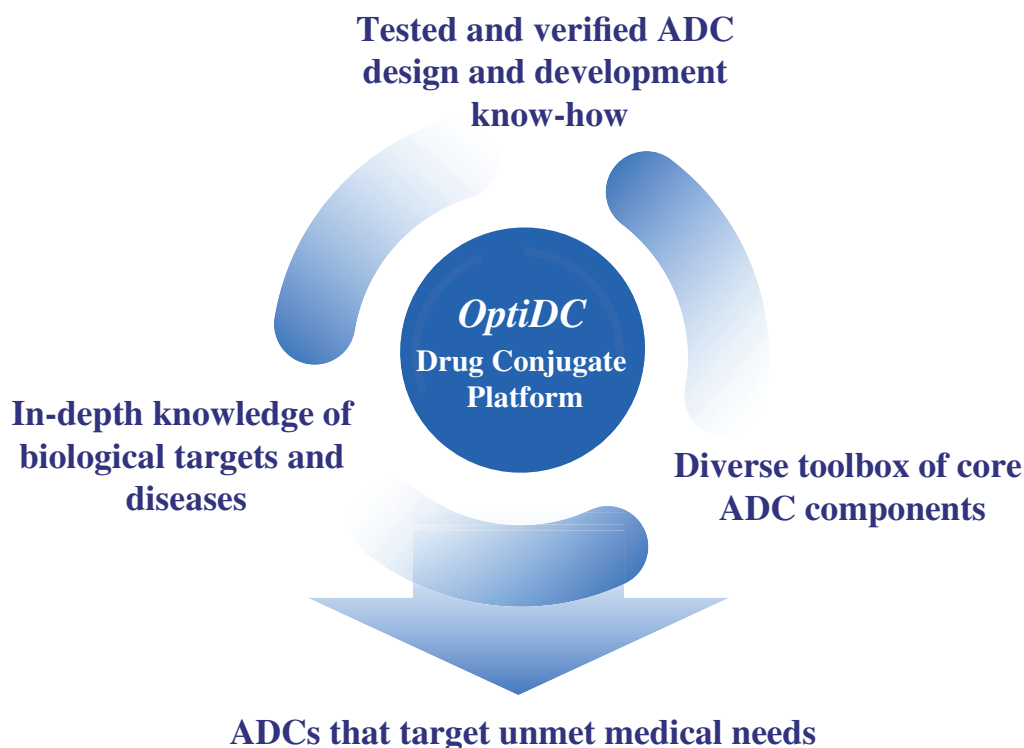 Tested and verified ADC
design and development
know-how
OptiDC
Drug Conjugate
Platform
In-depth knowledge of
biological targets and
diseases
Diverse toolbox of core
ADC components
ADCs that target unmet medical needs